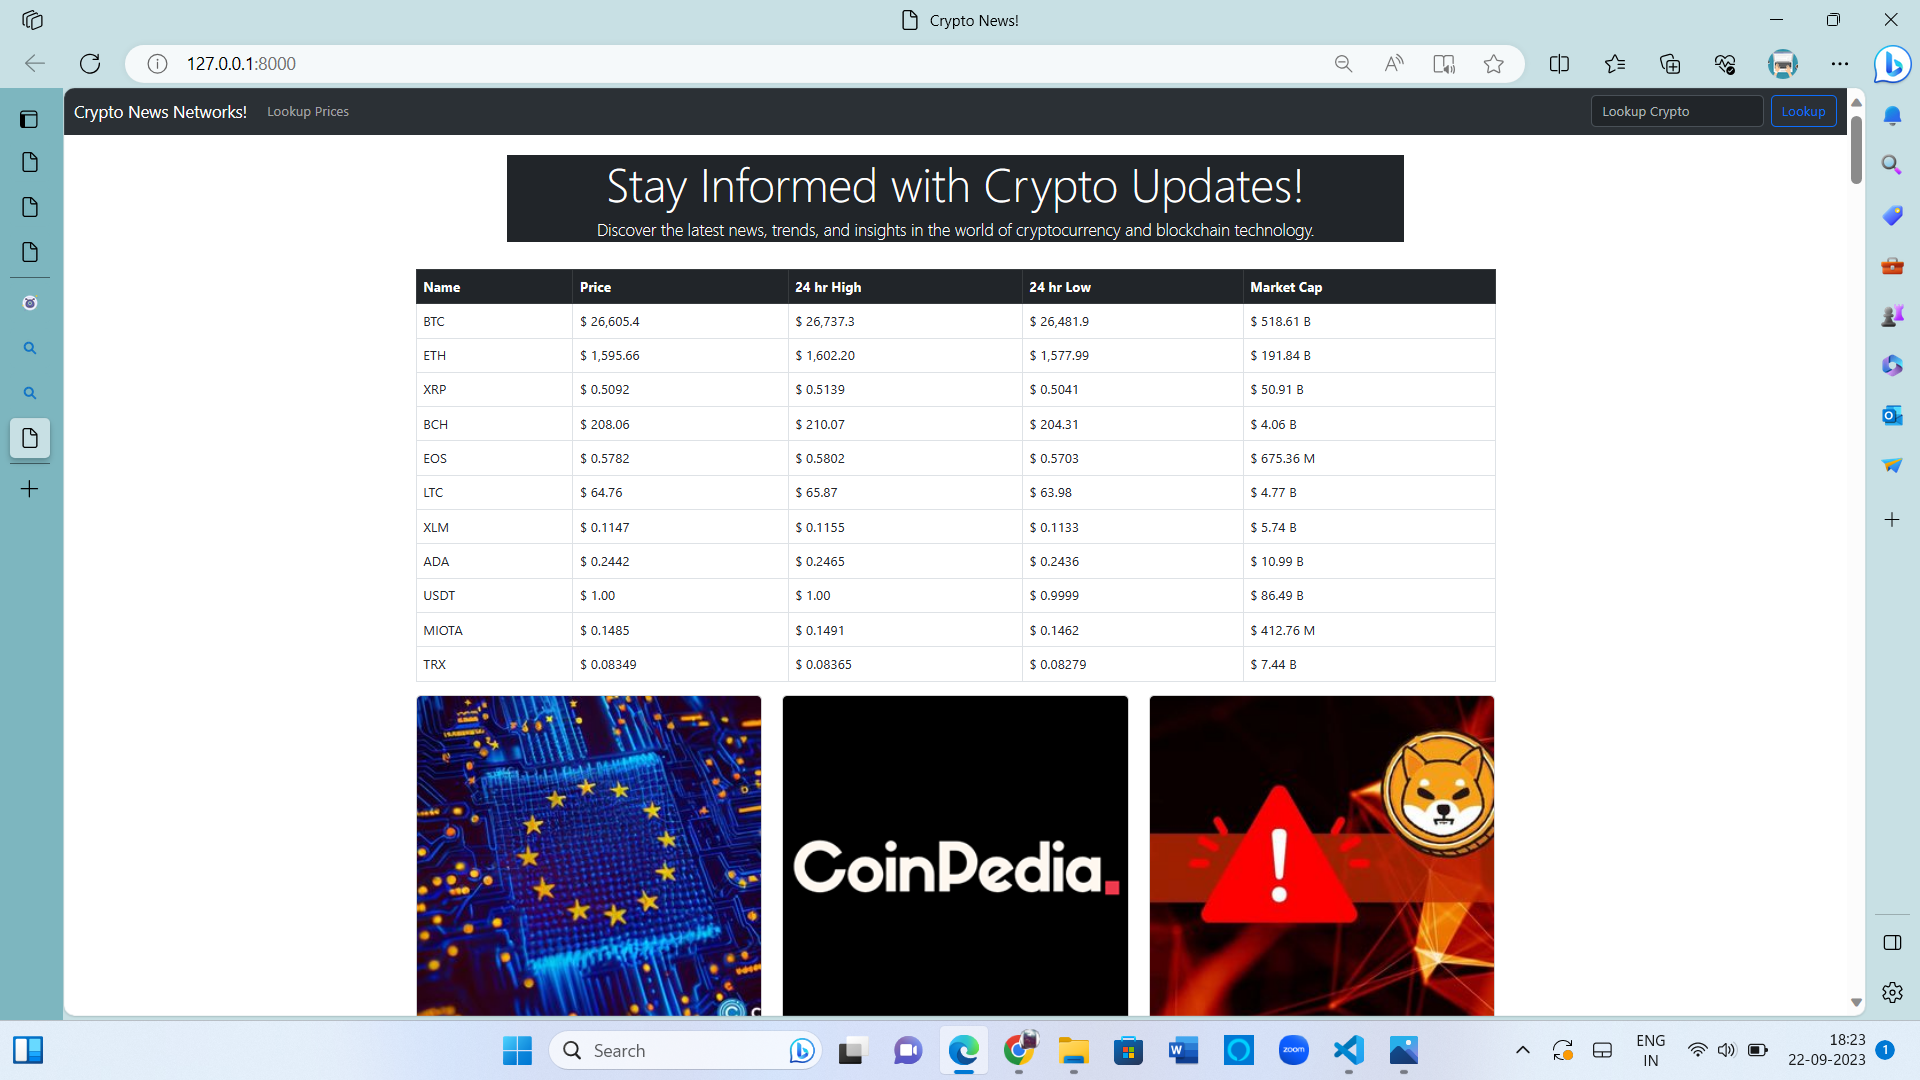 Crypto News!
127.0.0.1:8000
Crypto News Networks! Lookup Prices Lookup Crypto Lookup
Stay Informed with Crypto Updates!
Discover the latest news, trends, and insights in the world of cryptocurrency and blockchain technology.
Name Price 24 hr High 24 hr Low Market Cap
BTC $ 26,605.4 $ 26,737.3 $ 26,481.9 $ 518.61 B
ETH $ 1,595.66 $ 1,602.20 $ 1,577.99 $ 191.84 B
XRP $ 0.5092 $ 0.5139 $ 0.5041 $ 50.91 B
BCH $ 208.06 $ 210.07 $ 204.31 $ 4.06 B
EOS $ 0.5782 $ 0.5802 $ 0.5703 $ 675.36 M
LTC $ 64.76 $ 65.87 $ 63.98 $ 4.77 B
XLM $ 0.1147 $ 0.1155 $ 0.1133 $ 5.74 B
ADA $ 0.2442 $ 0.2465 $ 0.2436 $ 10.99 B
USDT $ 1.00 $ 1.00 $ 0.9999 $ 86.49 B
MIOTA $ 0.1485 $ 0.1491 $ 0.1462 $ 412.76 M
TRX $ 0.08349 $ 0.08365 $ 0.08279 $ 7.44 B
CoinPedia.
Search
zoom
ENG
IN
18:23
22-09-2023
1